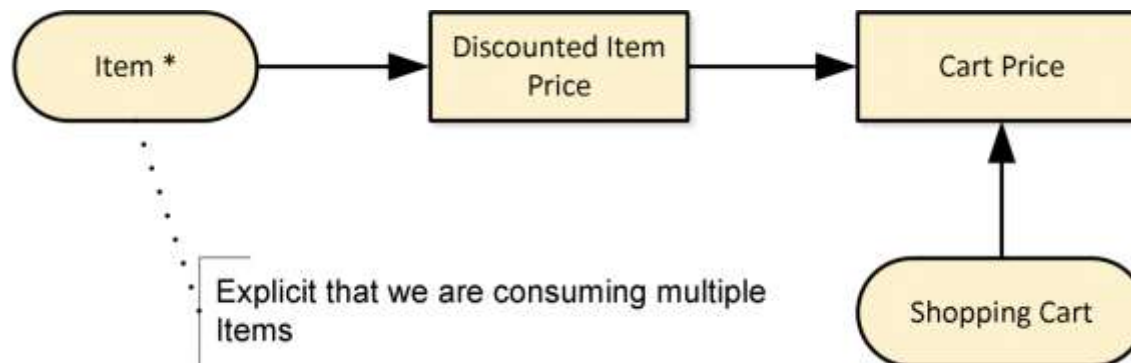 Item *
Discounted Item
Price
Cart Price
Explicit that we are consuming multiple
Items
Shopping Cart